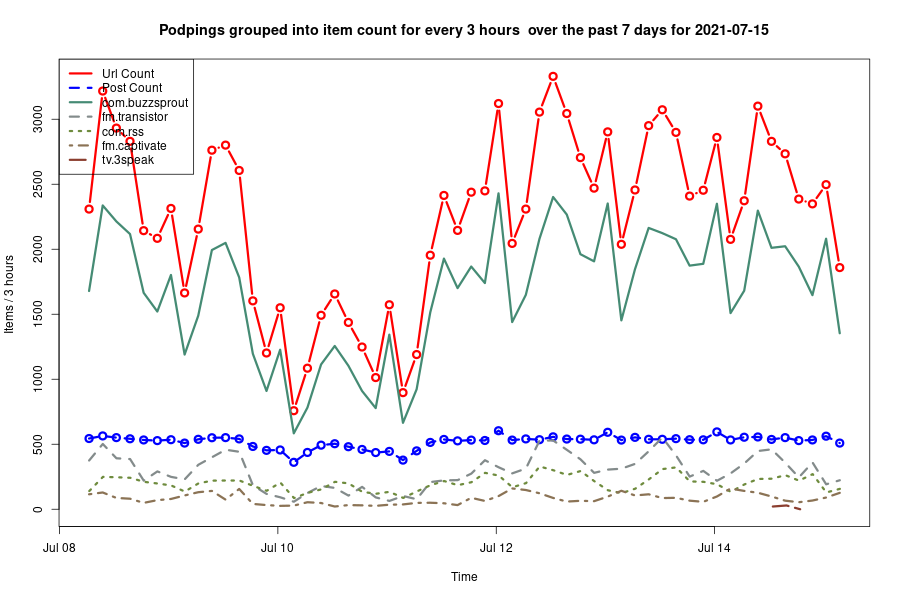 Podpings grouped into item count for every 3 hours  over the past 7 days for 2021-07-15
Url Count
Post Count
com.buzzsprout
fm.transistor
com.rss
fm.captivate
tv.3speak
Items / 3 hours
3000
2500
2000
1500
1000
500
0
Jul 08
Jul 10
Jul 12
Jul 14
Time